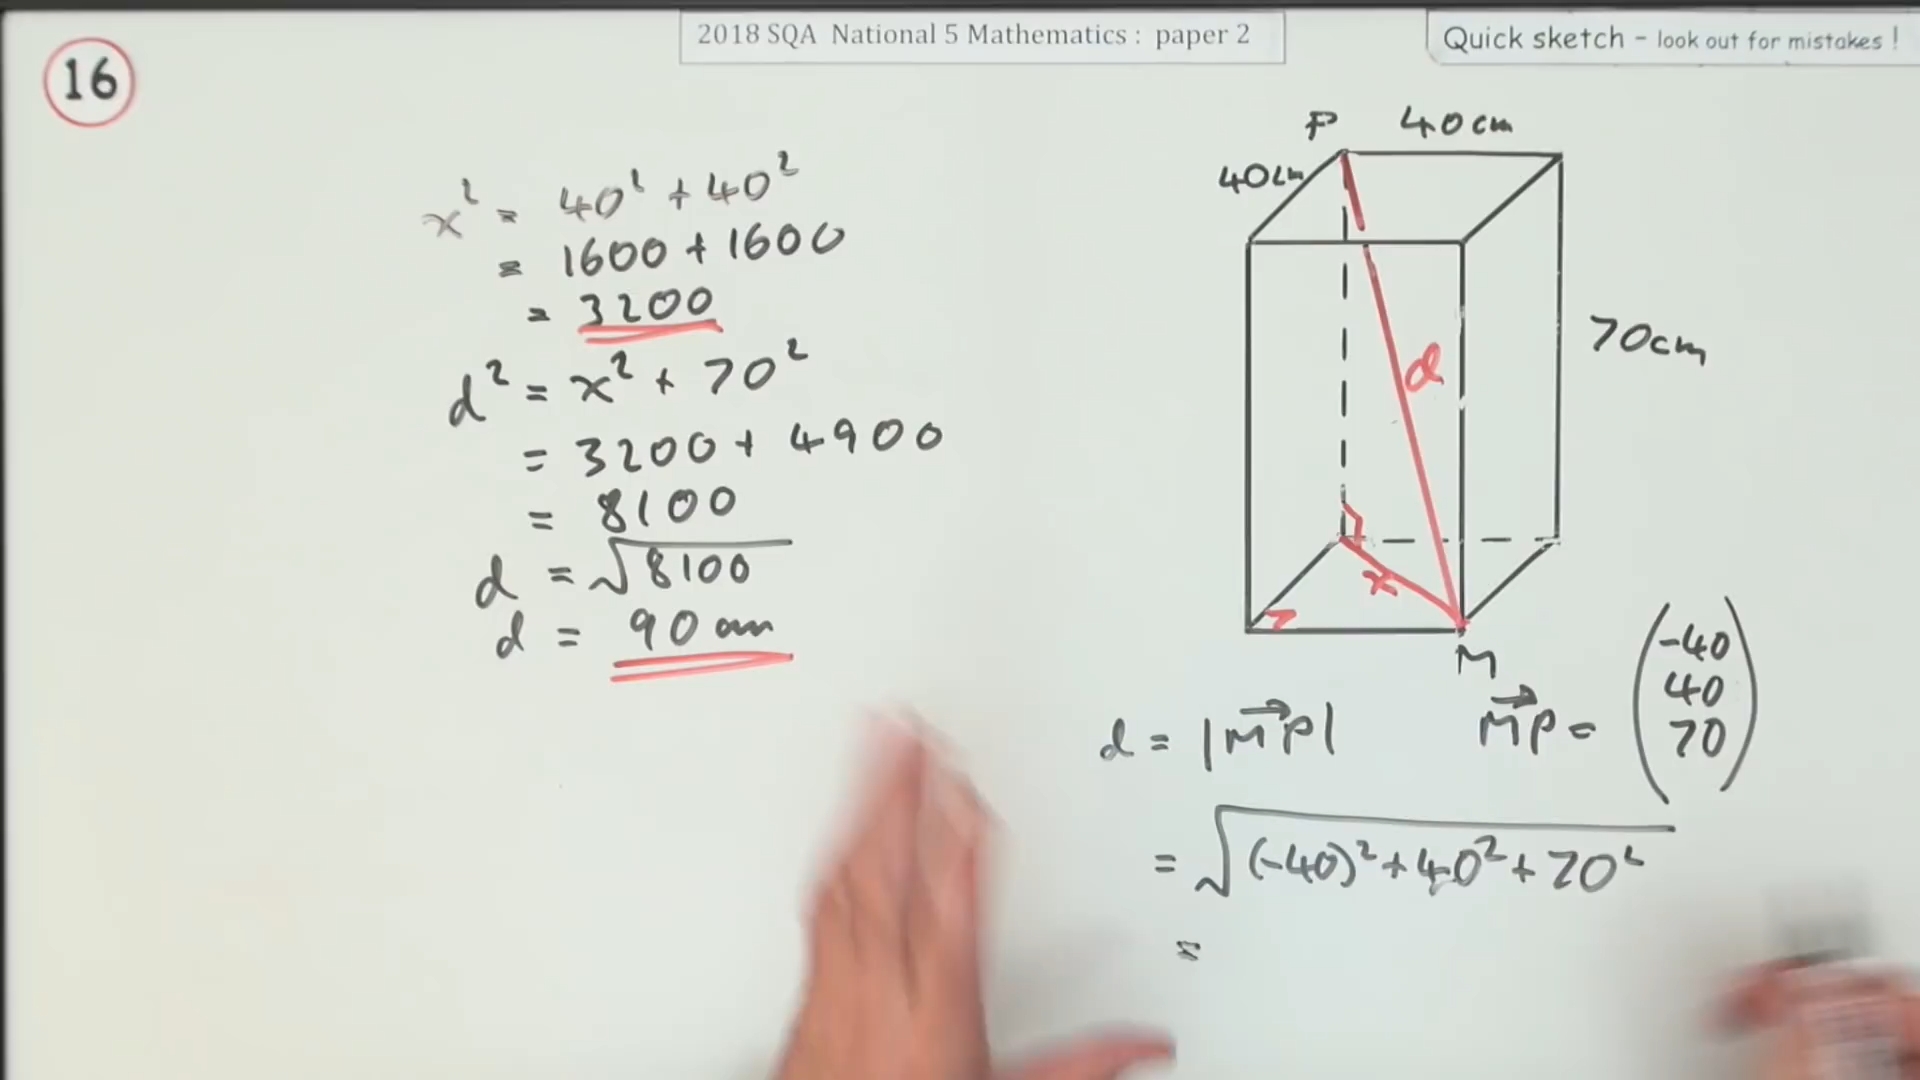 16
2018 SQA National 5 Mathematics : paper 2
Quick sketch – look out for mistakes !
x² = 40² + 40²
= 1600 + 1600
= 3200
d² = x² + 70²
= 3200 + 4900
= 8100
d = √8100
d = 90 cm
P 40cm
40cm
70cm
d
x
M
d = |MP→|
MP→ = (-40
40
70)
= √(-40)² + 40² + 70²
=